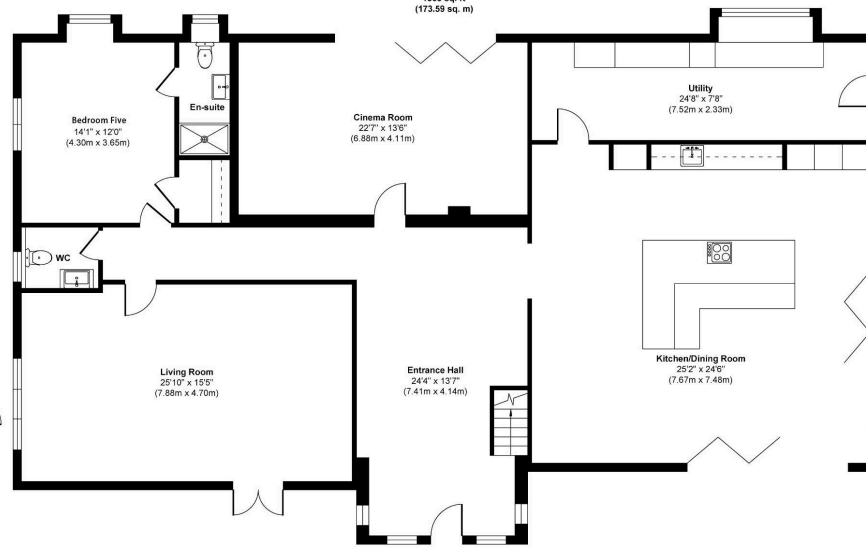 (173.59 sq. m)
En-suite
Bedroom Five
14'1" x 12'0"
(4.30m x 3.65m)
Cinema Room
22'7" x 13'6"
(6.88m x 4.11m)
Utility
24'8" x 7'8"
(7.52m x 2.33m)
WC
Living Room
25'10" x 15'5"
(7.88m x 4.70m)
Entrance Hall
24'4" x 13'7"
(7.41m x 4.14m)
Kitchen/Dining Room
25'2" x 24'6"
(7.67m x 7.48m)